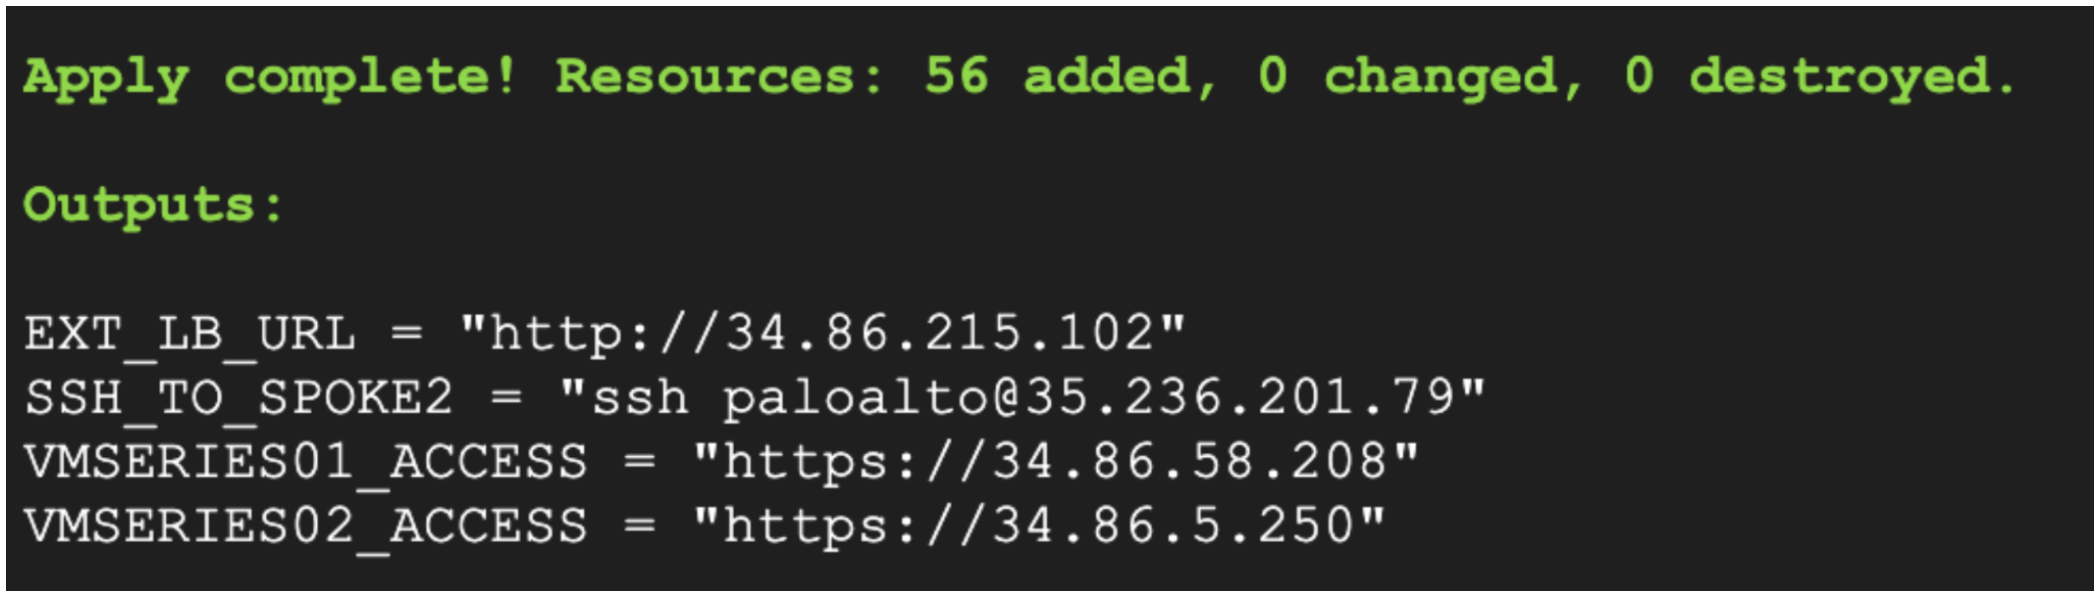 Apply complete! Resources: 56 added, 0 changed, 0 destroyed.
Outputs:
EXT_LB_URL = "http://34.86.215.102"
SSH_TO_SPOKE2 = "ssh paloalto@35.236.201.79"
VMSERIES01_ACCESS = "https://34.86.58.208"
VMSERIES02_ACCESS = "https://34.86.5.250"